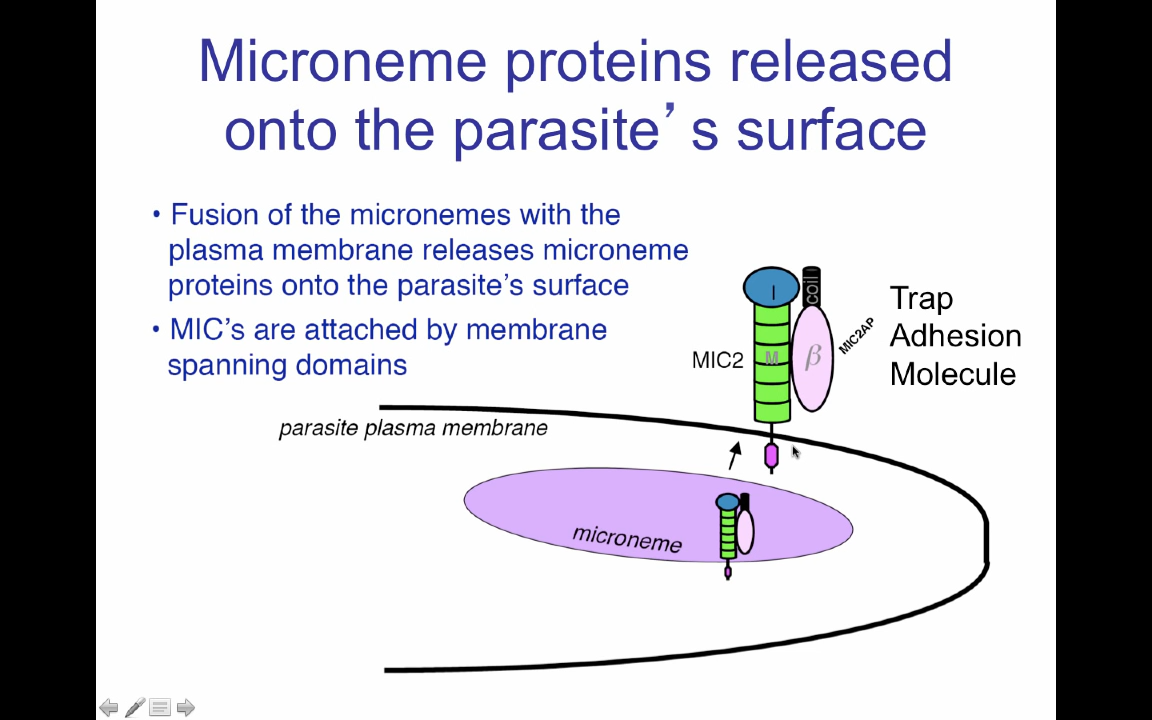 Microneme proteins released
onto the parasite’s surface
• Fusion of the micronemes with the
plasma membrane releases microneme
proteins onto the parasite’s surface
• MIC’s are attached by membrane
spanning domains
I
coil
MIC2
M
β
MIC2AP
Trap
Adhesion
Molecule
parasite plasma membrane
microneme